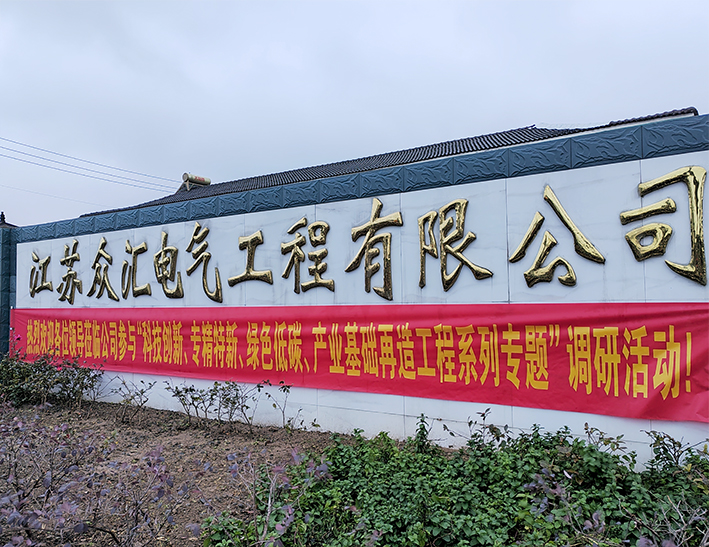 江苏众汇电气工程有限公司
热烈欢迎各位领导莅临公司参与“科技创新、专精特新、绿色低碳、产业基础再造工程系列专题”调研活动！